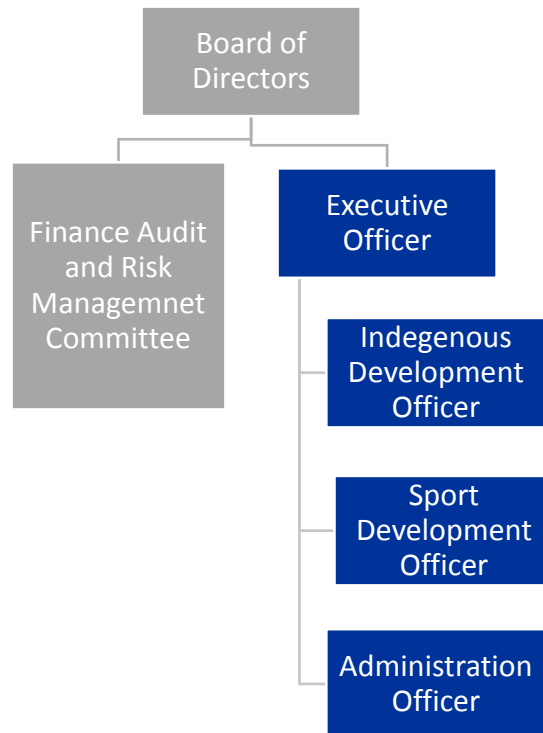 Board of
Directors
Finance Audit
and Risk
Managemnet
Committee
Executive
Officer
Indegenous
Development
Officer
Sport
Development
Officer
Administration
Officer